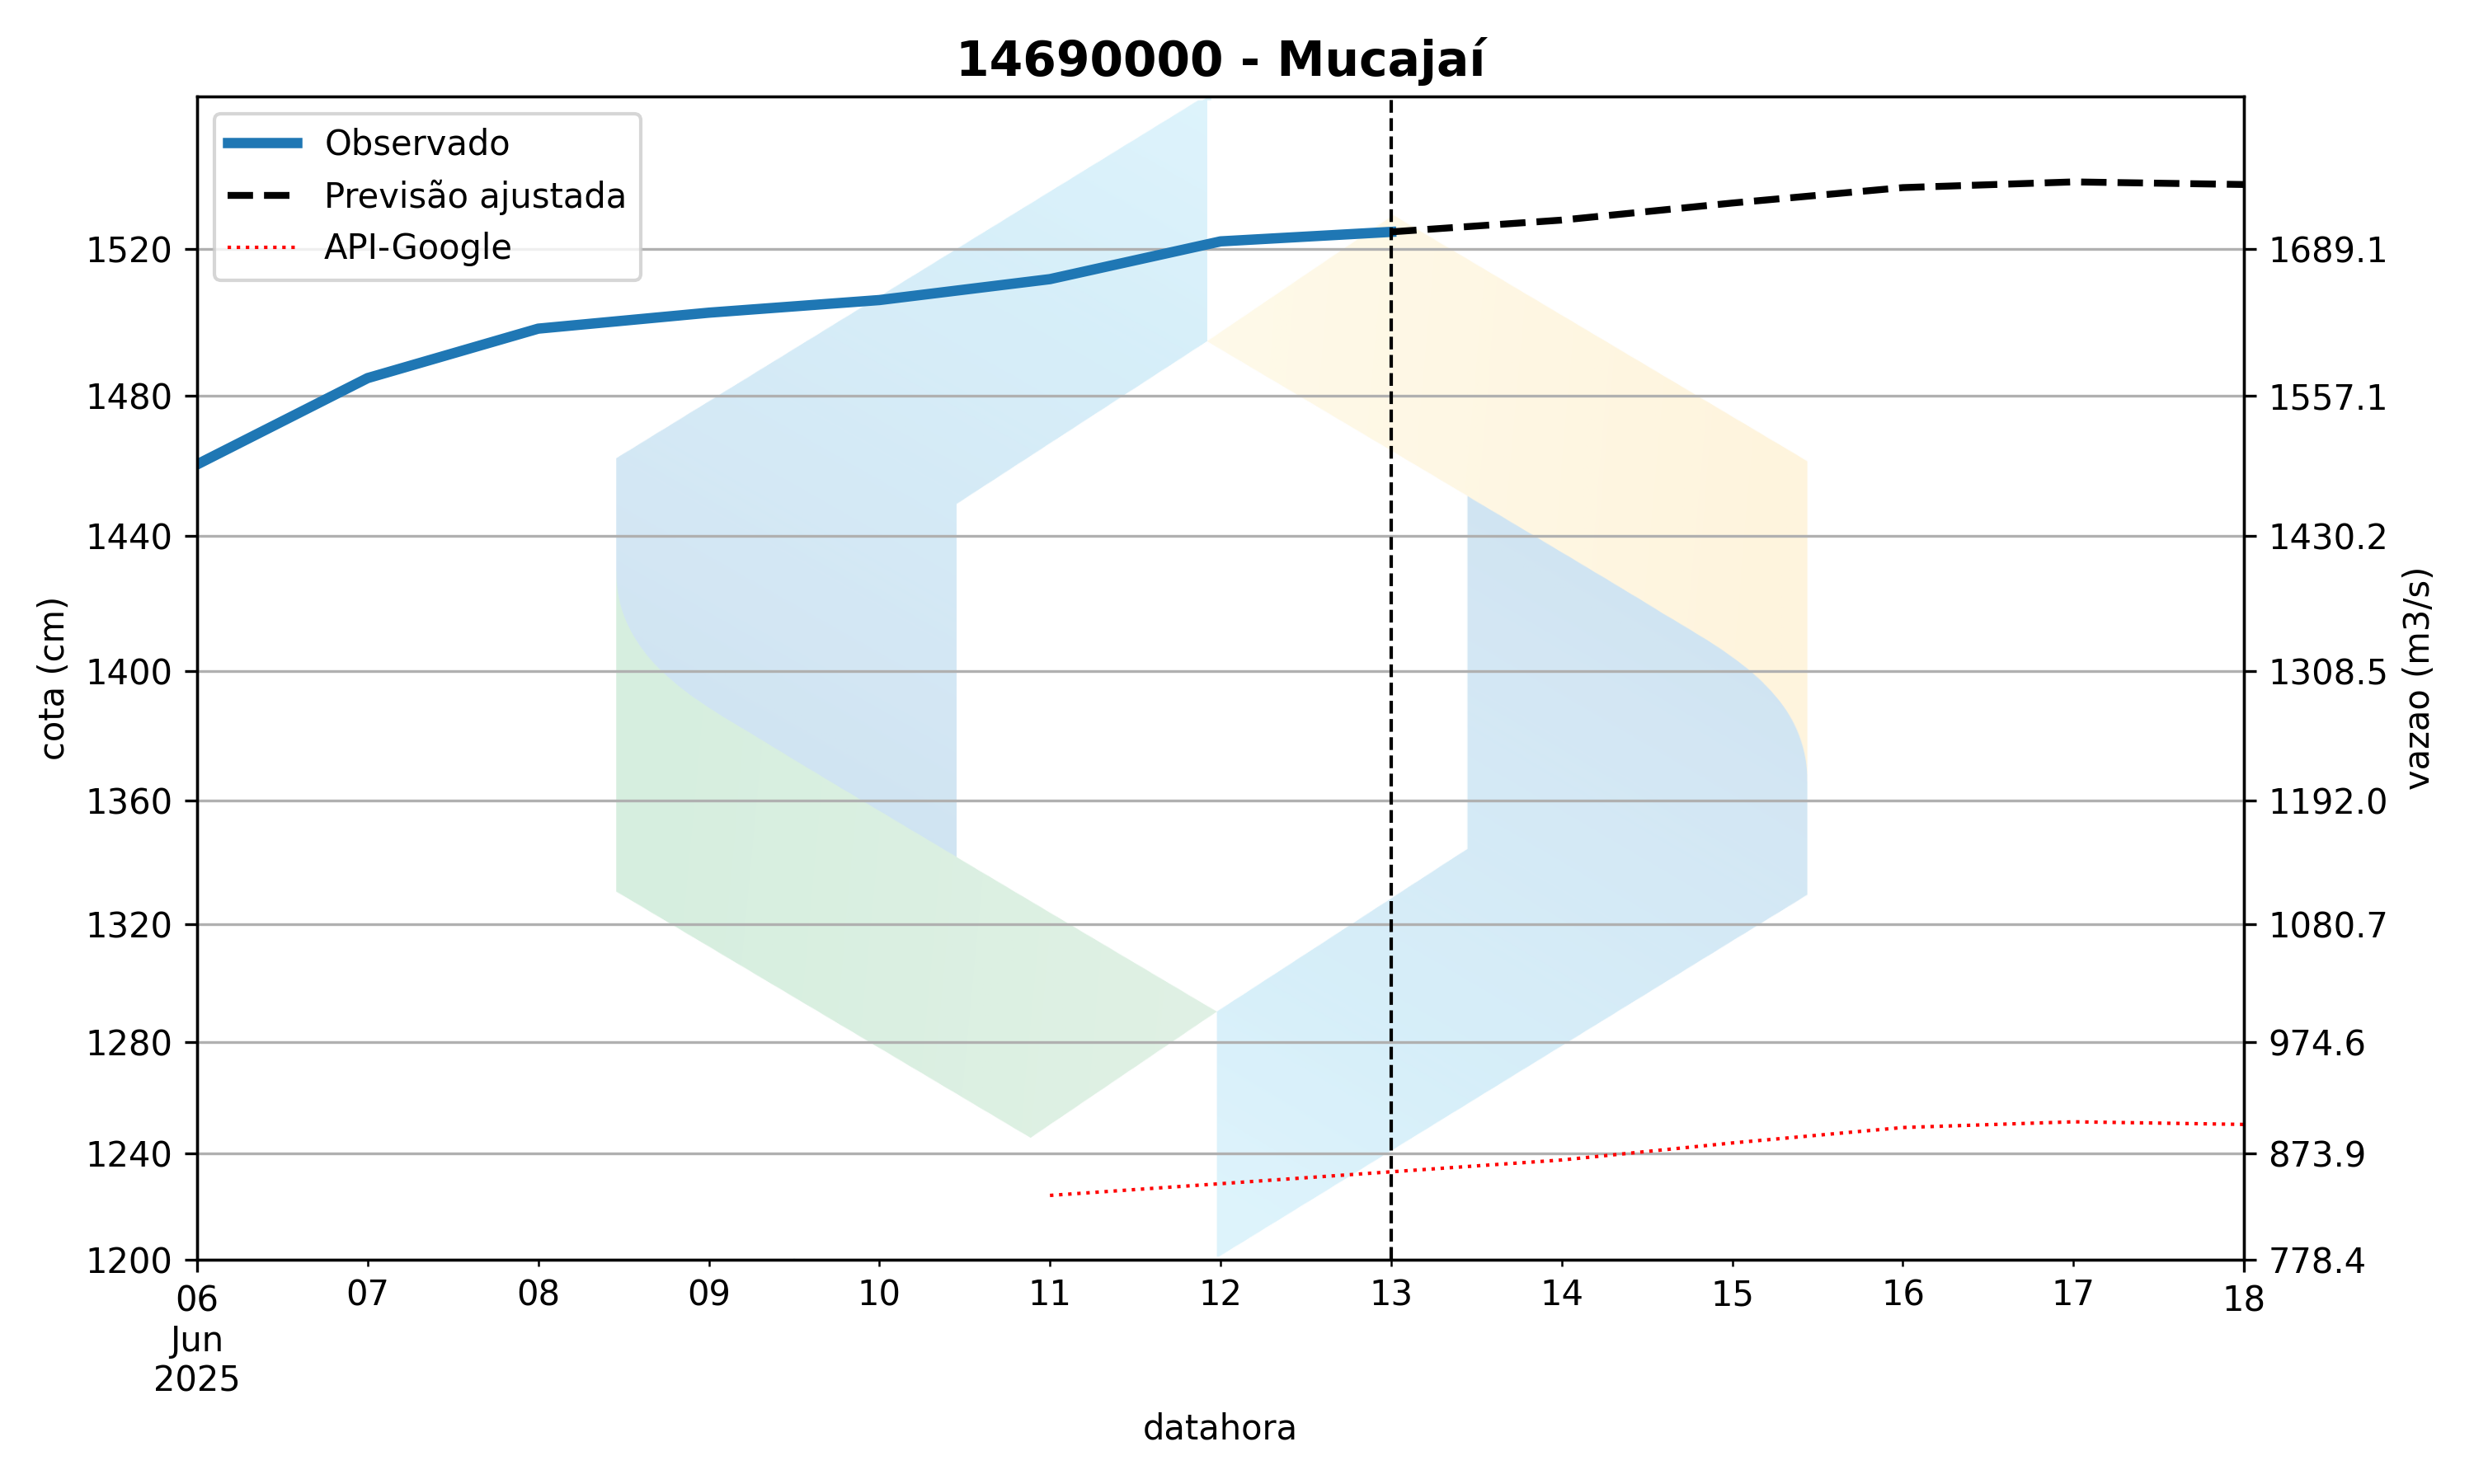 14690000 - Mucajaí
Observado
Previsão ajustada
API-Google
1520
1480
1440
1400
1360
1320
1280
1240
1200
cota (cm)
1689.1
1557.1
1430.2
1308.5
1192.0
1080.7
974.6
873.9
778.4
vazao (m3/s)
06 07 08 09 10 11 12 13 14 15 16 17 18
Jun
2025
datahora